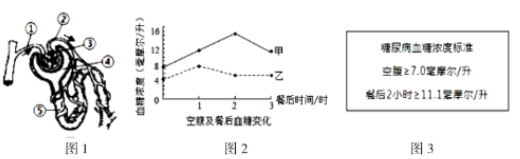 ①
②
③
④
⑤
图 1
血糖浓度（毫摩尔/升）
16
12
8
4
0
1
2
3
甲
乙
餐后时间/时
空腹及餐后血糖变化
图 2
糖尿病血糖浓度标准
空腹≥7.0毫摩尔/升
餐后2小时≥11.1毫摩尔/升
图 3